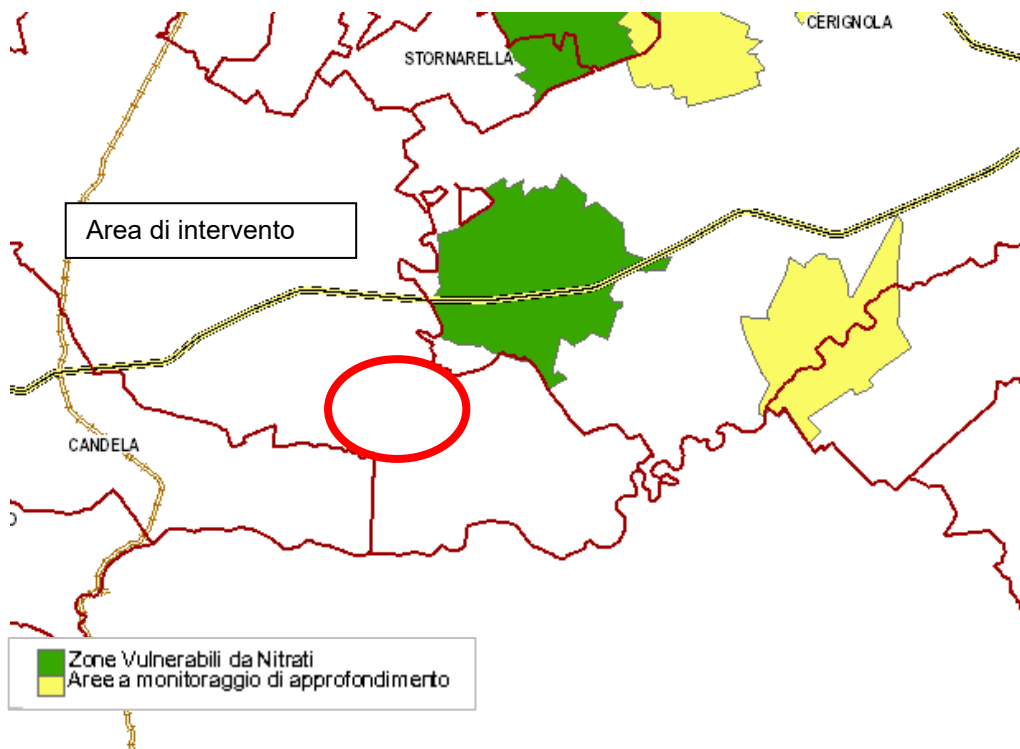 CERIGNOLA
STORNARELLA
Area di intervento
CANDELA
O
Zone Vulnerabili da Nitrati
Aree a monitoraggio di approfondimento